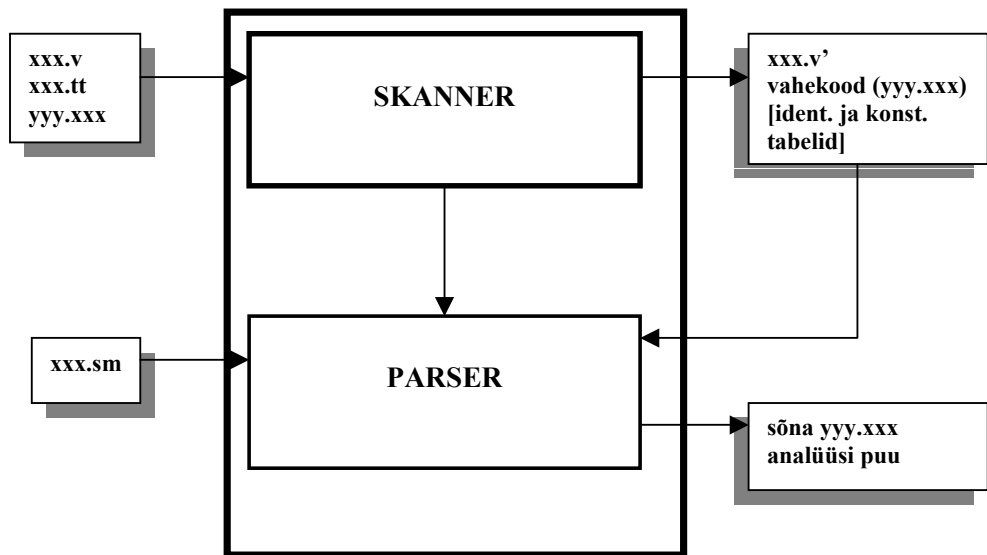 xxx.v
xxx.tt
yyy.xxx
SKANNER
xxx.v’
vahekood (yyy.xxx)
[ident. ja konst.
tabelid]
xxx.sm
PARSER
sõna yyy.xxx
analüüsi puu